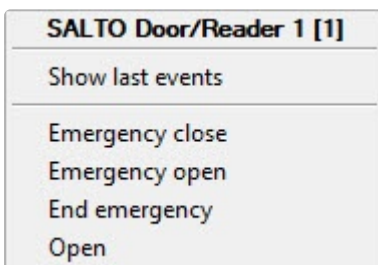 SALTO Door/Reader 1 [1]
Show last events
Emergency close
Emergency open
End emergency
Open